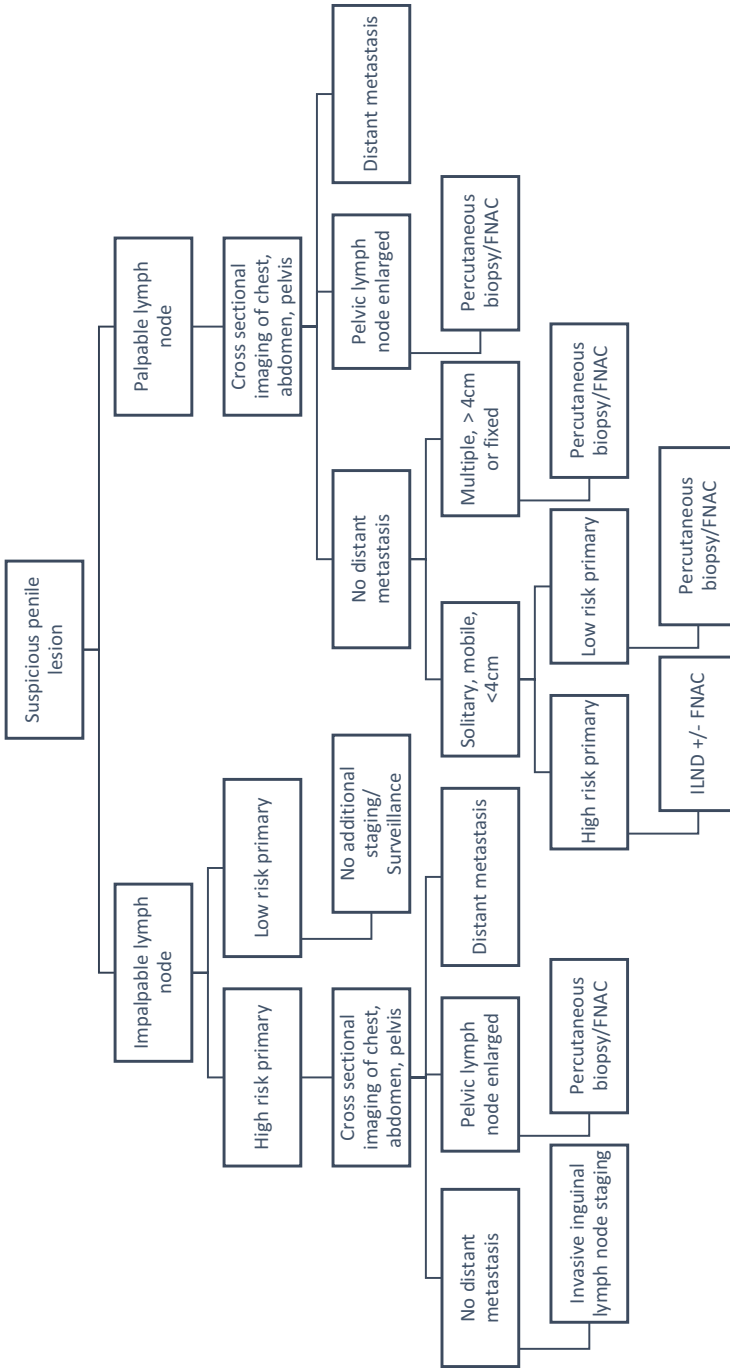 Suspicious penile
lesion
Impalpable lymph
node
Palpable lymph
node
High risk primary
Low risk primary
Cross sectional
imaging of chest,
abdomen, pelvis
Cross sectional
imaging of chest,
abdomen, pelvis
No additional
staging/
Surveillance
No distant
metastasis
Pelvic lymph
node enlarged
Distant metastasis
No distant
metastasis
Pelvic lymph
node enlarged
Distant metastasis
Solitary, mobile,
<4cm
Multiple, > 4cm
or fixed
Percutaneous
biopsy/FNAC
Invasive inguinal
lymph node staging
Percutaneous
biopsy/FNAC
High risk primary
Low risk primary
Percutaneous
biopsy/FNAC
ILND +/- FNAC
Percutaneous
biopsy/FNAC